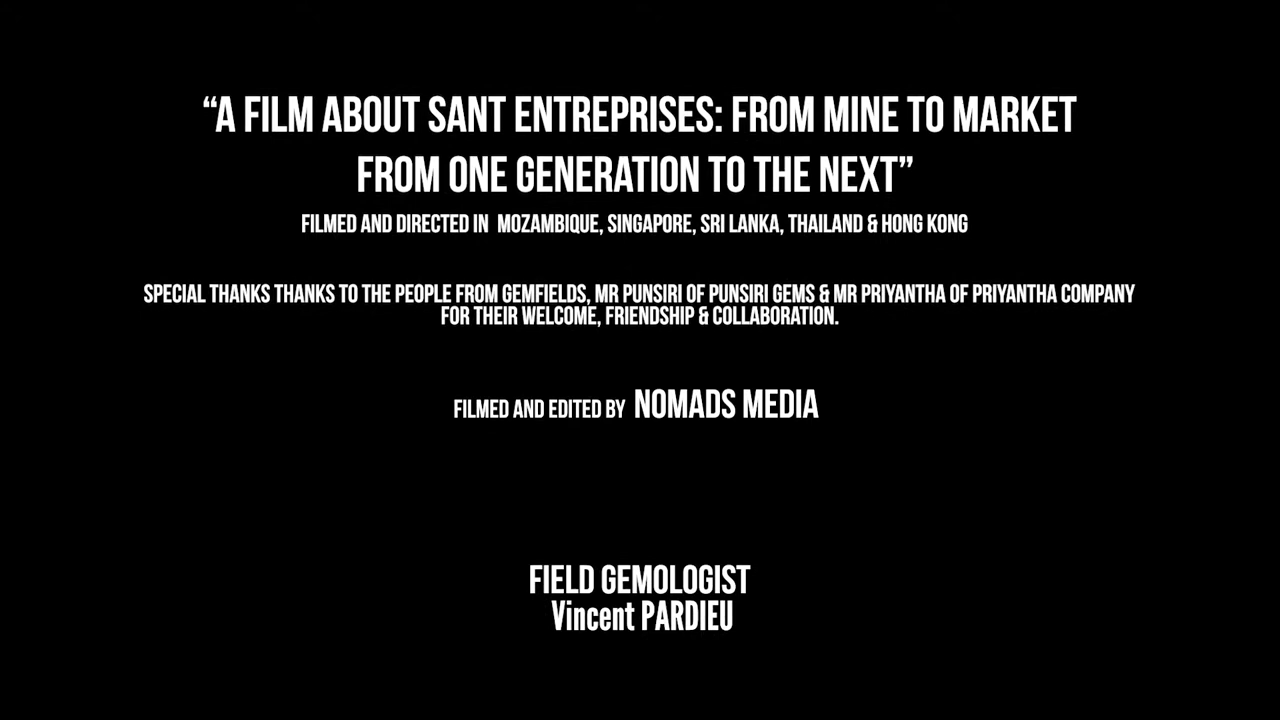 “A FILM ABOUT SANT ENTREPRISES: FROM MINE TO MARKET
FROM ONE GENERATION TO THE NEXT”
FILMED AND DIRECTED IN MOZAMBIQUE, SINGAPORE, SRI LANKA, THAILAND & HONG KONG
SPECIAL THANKS THANKS TO THE PEOPLE FROM GEMFIELDS, MR PUNSIRI OF PUNSIRI GEMS & MR PRIYANTHA OF PRIYANTHA COMPANY
FOR THEIR WELCOME, FRIENDSHIP & COLLABORATION.
FILMED AND EDITED BY NOMADS MEDIA
FIELD GEMOLOGIST
Vincent PARDIEU